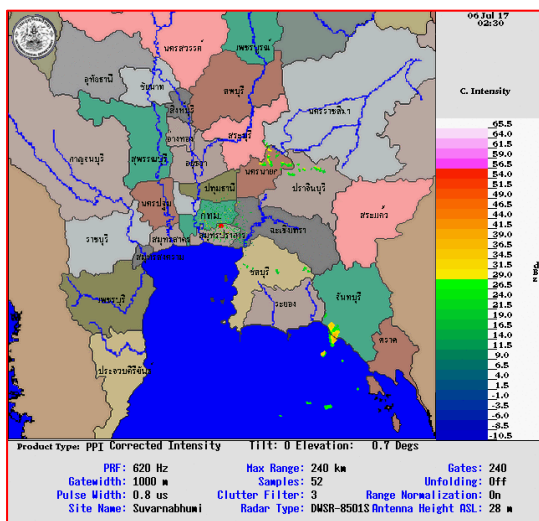 06 Jul 17
02:30
C. Intensity
65.5
64.0
61.5
59.0
56.5
54.0
51.5
49.0
46.5
44.0
41.5
39.0
36.5
34.0
31.5
29.0
26.5
24.0
21.5
19.0
16.5
14.0
11.5
9.0
6.5
4.0
1.5
-1.0
-3.5
-6.0
-8.5
-10.5
นครสวรรค์
เพชรบูรณ์
อุทัยธานี
ชัยนาท
ลพบุรี
สิงห์บุรี
นครราชสีมา
อ่างทอง
สระบุรี
กาญจนบุรี
สุพรรณบุรี
อยุธยา
นครนายก
ปราจีนบุรี
ปทุมธานี
นครปฐม
กทม.
สระแก้ว
ราชบุรี
สมุทรสาคร
สมุทรปราการ
ฉะเชิงเทรา
ชลบุรี
เพชรบุรี
ระยอง
จันทบุรี
ตราด
ประจวบคีรีขันธ์
Product Type: PPI Corrected Intensity Tilt: 0 Elevation: 0.7 Degs
PRF: 620 Hz Max Range: 240 km Gates: 240
Gatewidth: 1000 m Samples: 52 Unfolding: Off
Pulse Width: 0.8 us Clutter Filter: 3 Range Normalization: On
Site Name: Suvarnabhumi Radar Type: DWSR-8501S Antenna Height ASL: 28 m